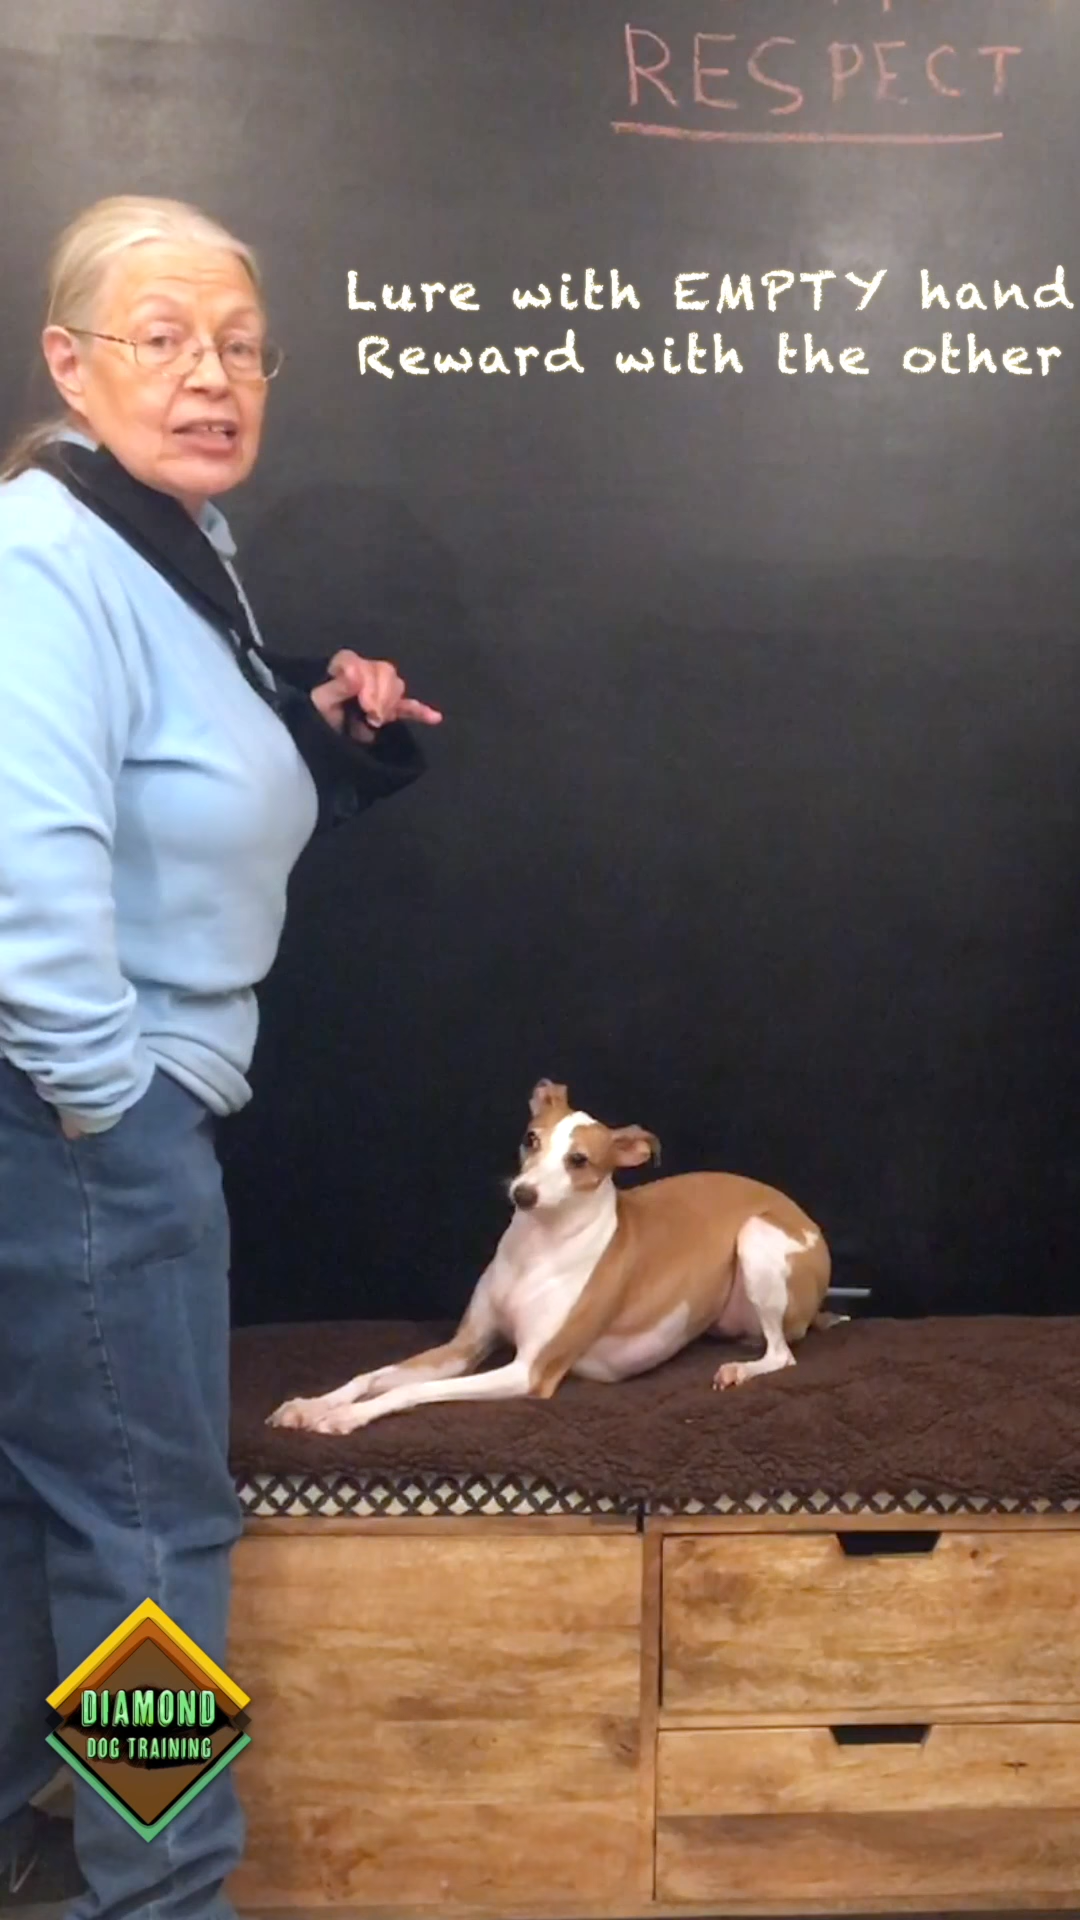 RESPECT
Lure with EMPTY hand
Reward with the other
DIAMOND
DOG TRAINING